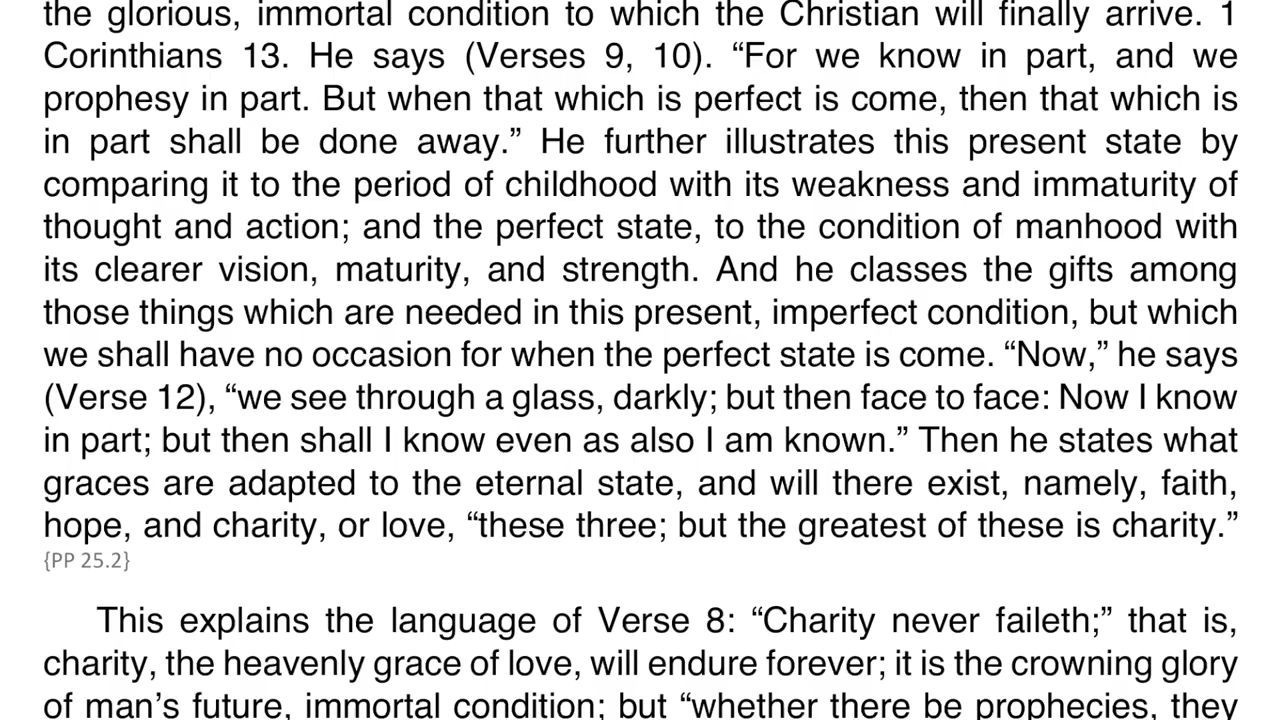 the glorious, immortal condition to which the Christian will finally arrive. 1
Corinthians 13. He says (Verses 9, 10). “For we know in part, and we
prophesy in part. But when that which is perfect is come, then that which is
in part shall be done away.” He further illustrates this present state by
comparing it to the period of childhood with its weakness and immaturity of
thought and action; and the perfect state, to the condition of manhood with
its clearer vision, maturity, and strength. And he classes the gifts among
those things which are needed in this present, imperfect condition, but which
we shall have no occasion for when the perfect state is come. “Now,” he says
(Verse 12), “we see through a glass, darkly; but then face to face: Now I know
in part; but then shall I know even as also I am known.” Then he states what
graces are adapted to the eternal state, and will there exist, namely, faith,
hope, and charity, or love, “these three; but the greatest of these is charity.”
{PP 25.2}
This explains the language of Verse 8: “Charity never faileth;” that is,
charity, the heavenly grace of love, will endure forever; it is the crowning glory
of man’s future, immortal condition; but “whether there be prophecies, they